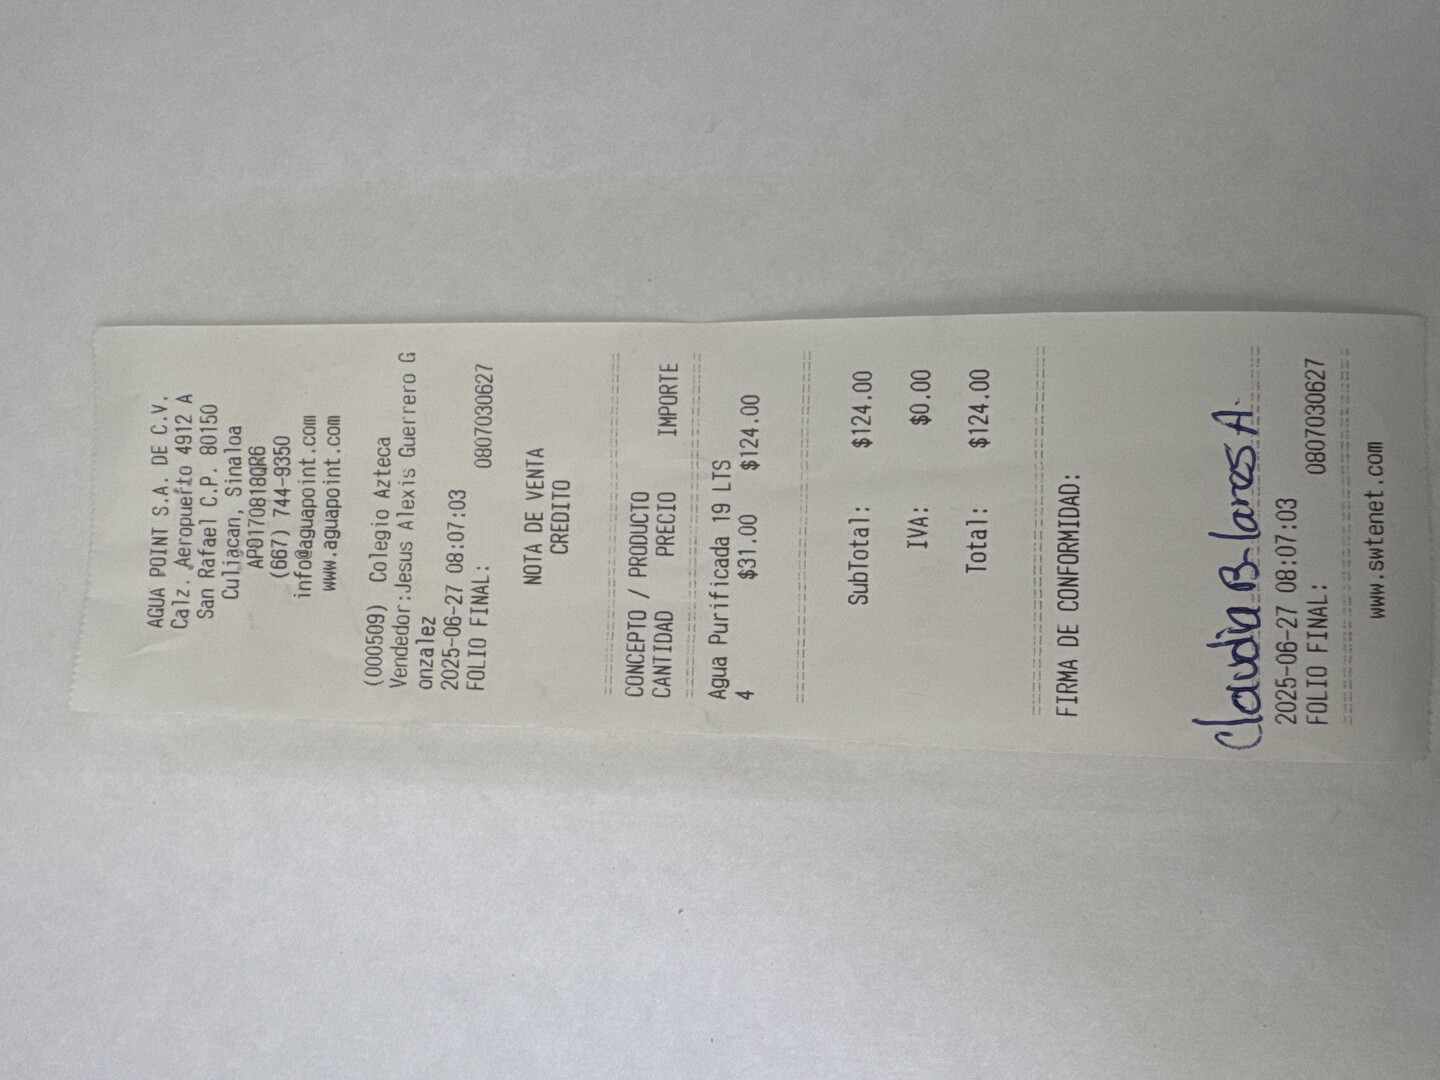 AGUA POINT S.A. DE C.V.
Calz. Aeropuerto 4912 A
San Rafael C.P. 80150
Culiacan, Sinaloa
APO170818QR6
(667) 744-9350
info@aguapoint.com
www.aguapoint.com
(000509) Colegio Azteca
Vendedor:Jesus Alexis Guerrero G
onzalez
2025-06-27 08:07:03
FOLIO FINAL: 0807030627
NOTA DE VENTA
CREDITO
CONCEPTO / PRODUCTO
CANTIDAD PRECIO IMPORTE
Agua Purificada 19 LTS
4 $31.00 $124.00
SubTotal: $124.00
IVA: $0.00
Total: $124.00
FIRMA DE CONFORMIDAD:
Claudia B. Lares A.
2025-06-27 08:07:03
FOLIO FINAL: 0807030627
www.swtenet.com